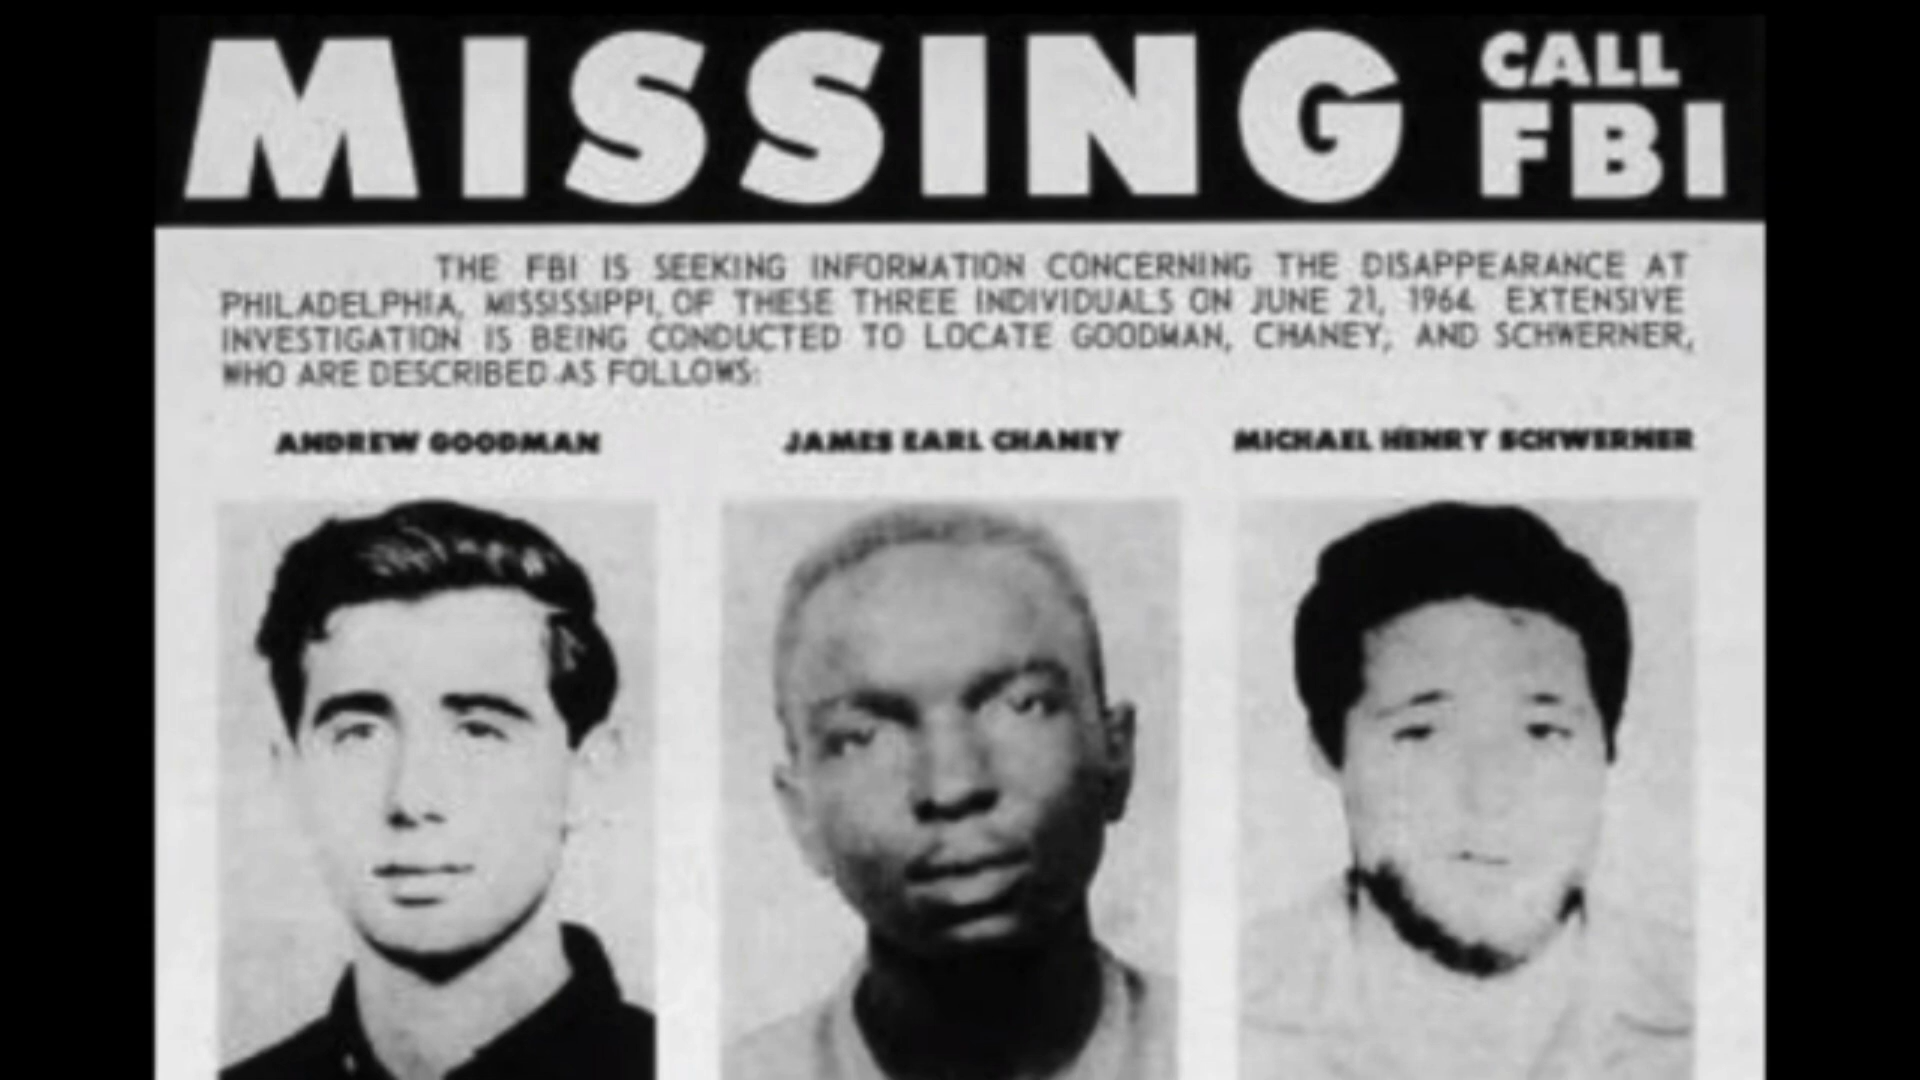 MISSING CALL FBI
THE FBI IS SEEKING INFORMATION CONCERNING THE DISAPPEARANCE AT
PHILADELPHIA, MISSISSIPPI, OF THESE THREE INDIVIDUALS ON JUNE 21, 1964. EXTENSIVE
INVESTIGATION IS BEING CONDUCTED TO LOCATE GOODMAN, CHANEY, AND SCHWERNER,
WHO ARE DESCRIBED AS FOLLOWS:
ANDREW GOODMAN JAMES EARL CHANEY MICHAEL HENRY SCHWERNER